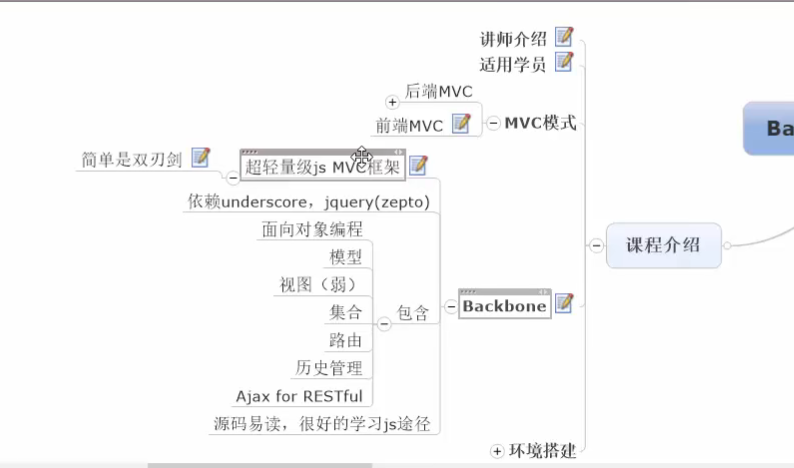 讲师介绍
适用学员
后端MVC
前端MVC
MVC模式
Ba
简单是双刃剑
超轻量级js MVC框架
依赖underscore，jquery(zepto)
面向对象编程
模型
视图（弱）
集合
路由
历史管理
Ajax for RESTful
包含
源码易读，很好的学习js途径
Backbone
课程介绍
环境搭建